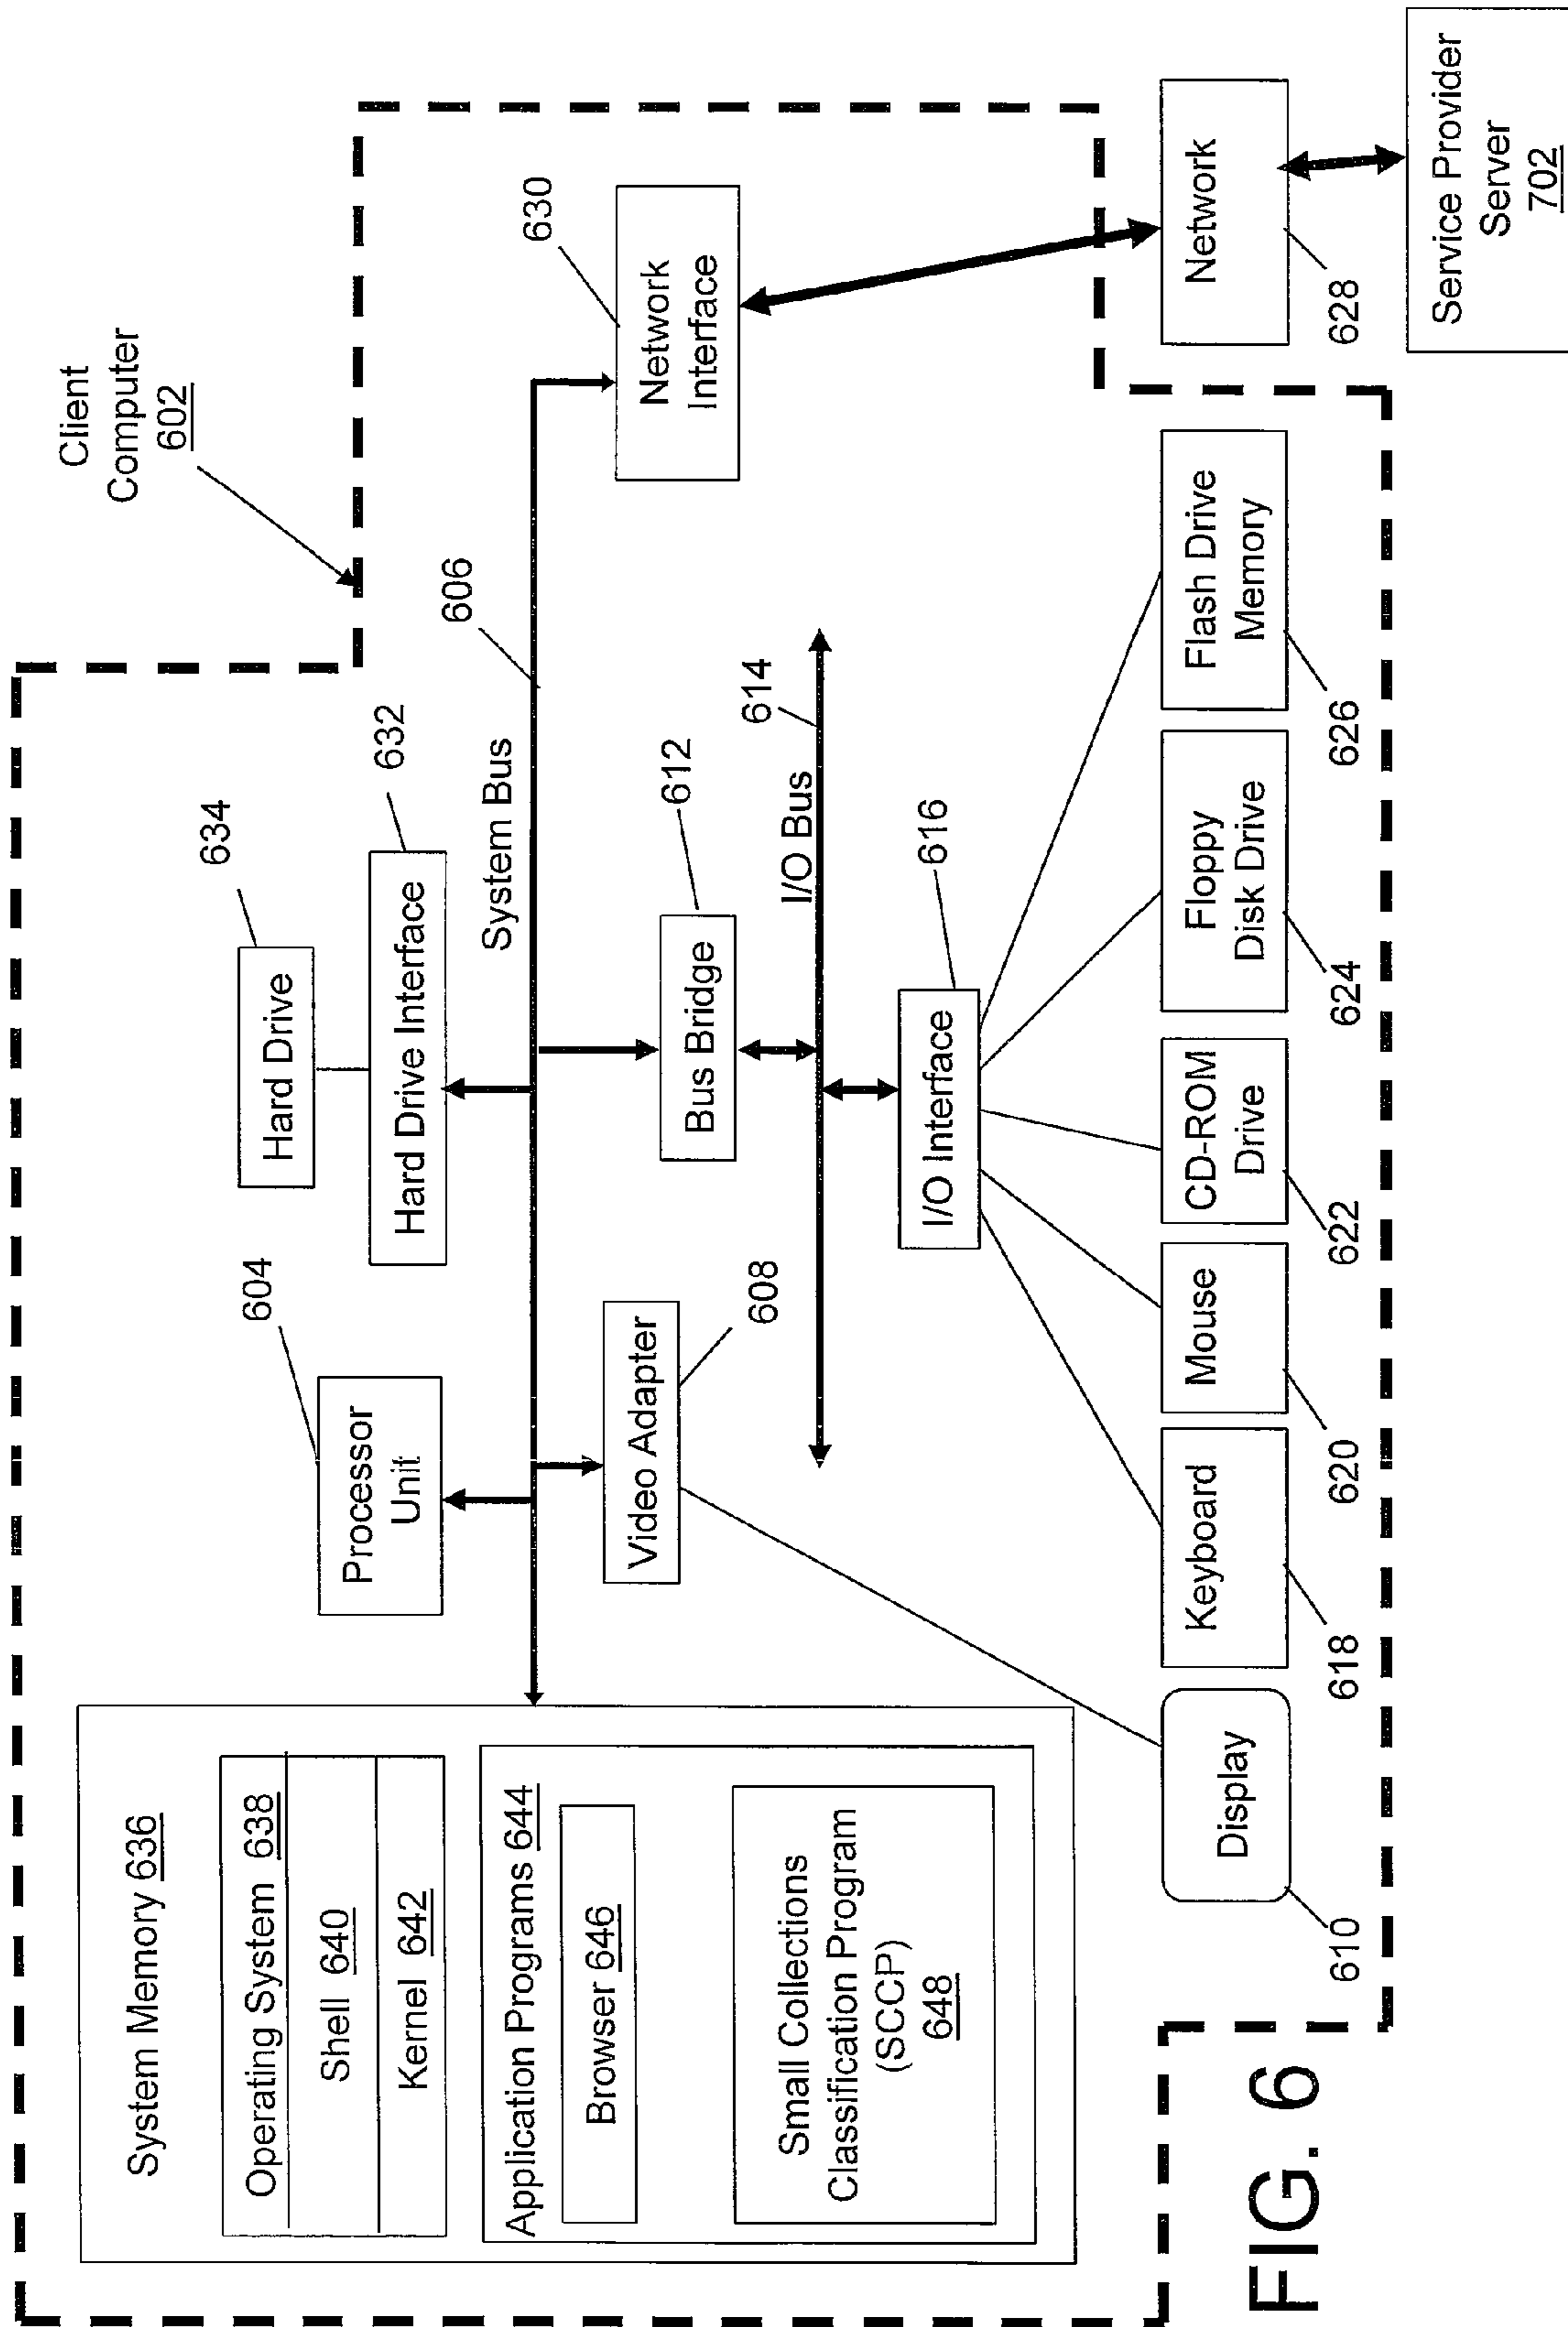 Client
Computer
602
System Memory 636
Operating System 638
Shell 640
Kernel 642
Application Programs 644
Browser 646
Small Collections
Classification Program
(SCCP)
648
604
Processor
Unit
634
Hard Drive
632
Hard Drive Interface
System Bus
606
630
Network
Interface
Video Adapter
608
Bus Bridge
612
614
I/O Bus
I/O Interface
616
Display
610
Keyboard
618
Mouse
620
CD-ROM
Drive
622
Floppy
Disk Drive
624
Flash Drive
Memory
626
Network
628
Service Provider
Server
702
FIG. 6